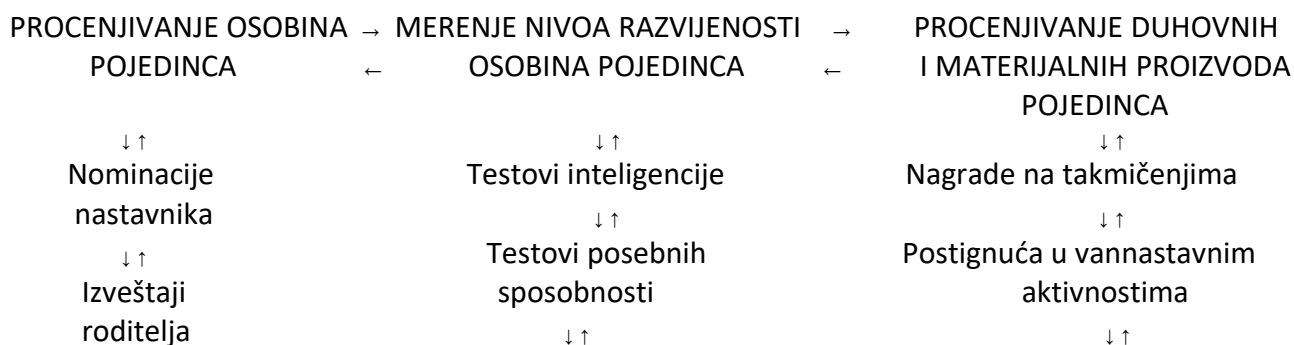 PROCENJIVANJE OSOBINA → MERENJE NIVOA RAZVIJENOSTI → PROCENJIVANJE DUHOVNIH
POJEDINCA ← OSOBINA POJEDINCA ← I MATERIJALNIH PROIZVODA
POJEDINCA
↓↑ ↓↑ ↓↑
Nominacije Testovi inteligencije Nagrade na takmičenjima
nastavnika ↓↑ ↓↑
↓↑ Testovi posebnih Postignuća u vannastavnim
Izveštaji sposobnosti aktivnostima
roditelja ↓↑ ↓↑